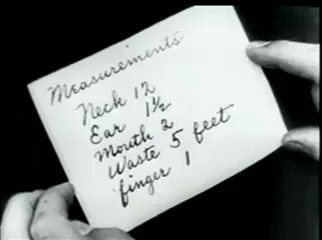 Measurements
Neck 12
Ear 1½
Mouth 2
Waste 5 feet
finger 1